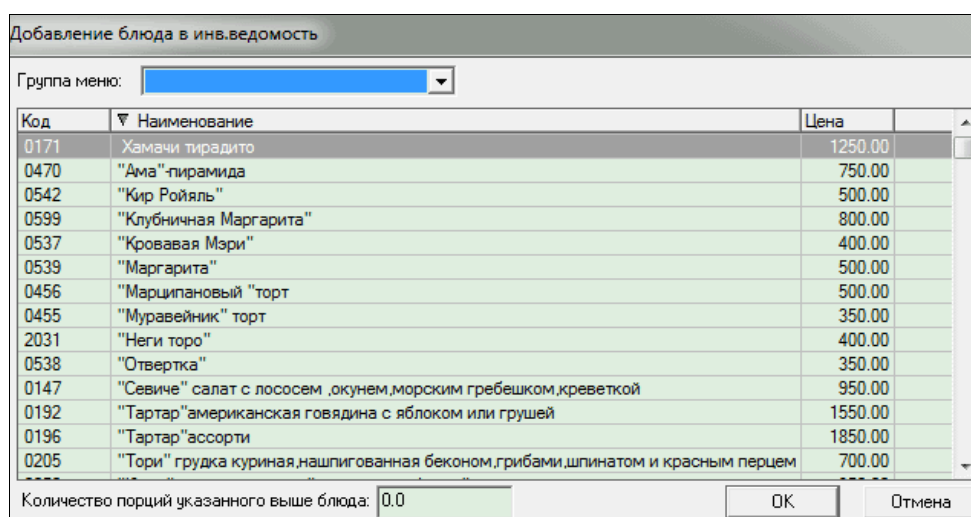 Добавление блюда в инв.ведомость
Группа меню:
Код Наименование Цена
0171 Хамачи тирадито 1250.00
0470 "Ама"-пирамида 750.00
0542 "Кир Ройяль" 500.00
0599 "Клубничная Маргарита" 800.00
0537 "Кровавая Мэри" 400.00
0539 "Маргарита" 500.00
0456 "Марципановый "торт 500.00
0455 "Муравейник" торт 350.00
2031 "Неги торо" 400.00
0538 "Отвертка" 350.00
0147 "Севиче" салат с лососем ,окунем,морским гребешком,креветкой 950.00
0192 "Тартар"американская говядина с яблоком или грушей 1550.00
0196 "Тартар"ассорти 1850.00
0205 "Тори" грудка куриная,нашпигованная беконом,грибами,шпинатом и красным перцем 700.00
Количество порций указанного выше блюда: 0.0 OK Отмена